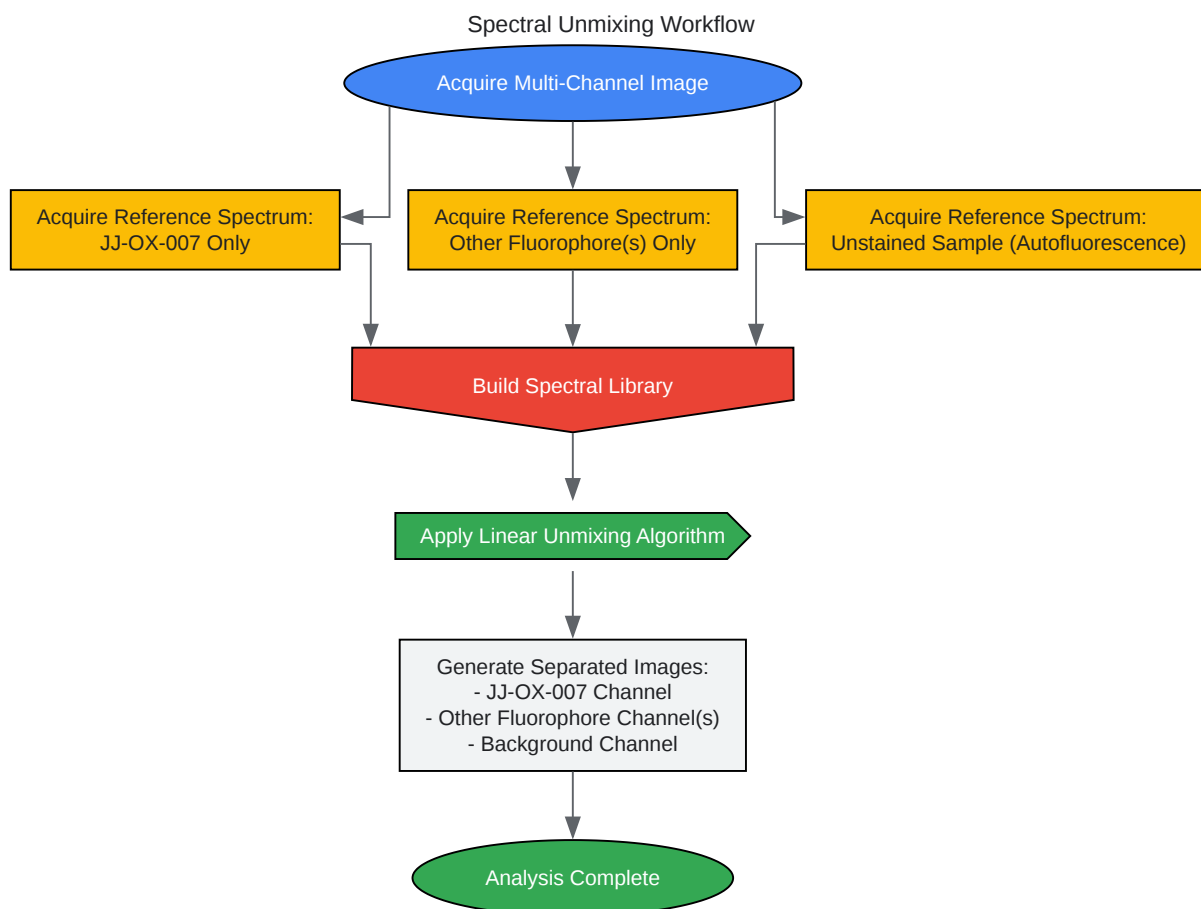 Spectral Unmixing Workflow
Acquire Multi-Channel Image
Acquire Reference Spectrum:
JJ-OX-007 Only
Acquire Reference Spectrum:
Other Fluorophore(s) Only
Acquire Reference Spectrum:
Unstained Sample (Autofluorescence)
Build Spectral Library
Apply Linear Unmixing Algorithm
Generate Separated Images:
- JJ-OX-007 Channel
- Other Fluorophore Channel(s)
- Background Channel
Analysis Complete